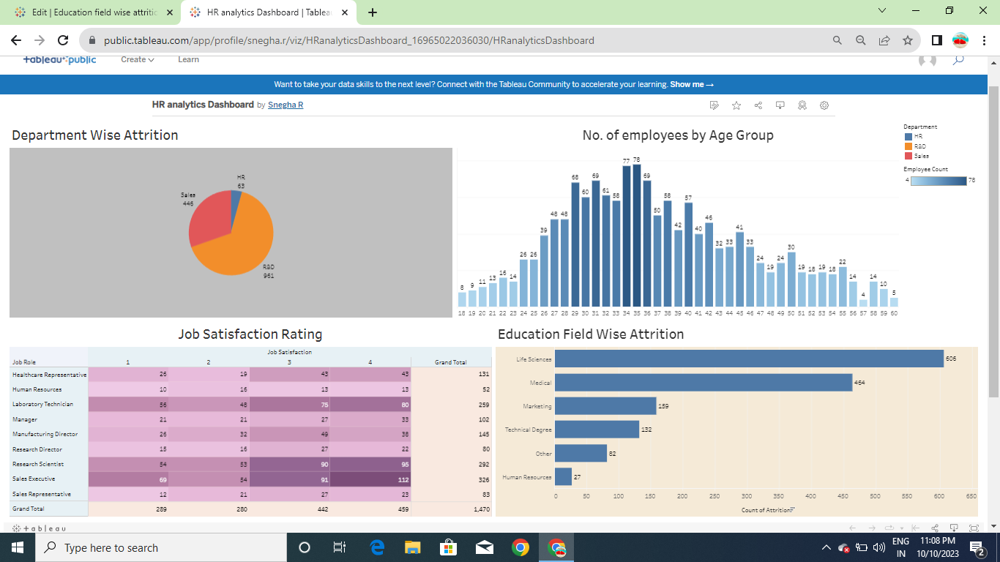 Edit | Education field wise attritio
HR analytics Dashboard | Tableau
public.tableau.com/app/profile/snegha.r/viz/HRanalyticsDashboard_16965022036030/HRanalyticsDashboard
+ableau public Create Learn
Want to take your data skills to the next level? Connect with the Tableau Community to accelerate your learning. Show me →
HR analytics Dashboard by Snegha R
Department Wise Attrition
HR
63
Sales
446
R&D
961
No. of employees by Age Group
8 9 11 13 16 14 26 26 39 48 48 68 60 69 61 58 77 78 69 50 58 42 57 40 46 32 33 41 33 24 19 24 30 19 18 19 18 22 14 4 14 10 5
18 19 20 21 22 23 24 25 26 27 28 29 30 31 32 33 34 35 36 37 38 39 40 41 42 43 44 45 46 47 48 49 50 51 52 53 54 55 56 57 58 59 60
Department
HR
R&D
Sales
Employee Count
4 78
Job Satisfaction Rating
Job Satisfaction
Job Role 1 2 3 4 Grand Total
Healthcare Representative 26 19 43 43 131
Human Resources 10 16 13 13 52
Laboratory Technician 56 48 75 80 259
Manager 21 21 27 33 102
Manufacturing Director 26 32 49 38 145
Research Director 15 16 27 22 80
Research Scientist 54 53 90 95 292
Sales Executive 69 54 91 112 326
Sales Representative 12 21 27 23 83
Grand Total 289 280 442 459 1,470
Education Field Wise Attrition
Life Sciences 606
Medical 464
Marketing 159
Technical Degree 132
Other 82
Human Resources 27
0 50 100 150 200 250 300 350 400 450 500 550 600 650
Count of Attrition
+ a b | e a u
Type here to search
ENG
IN
11:08 PM
10/10/2023
2